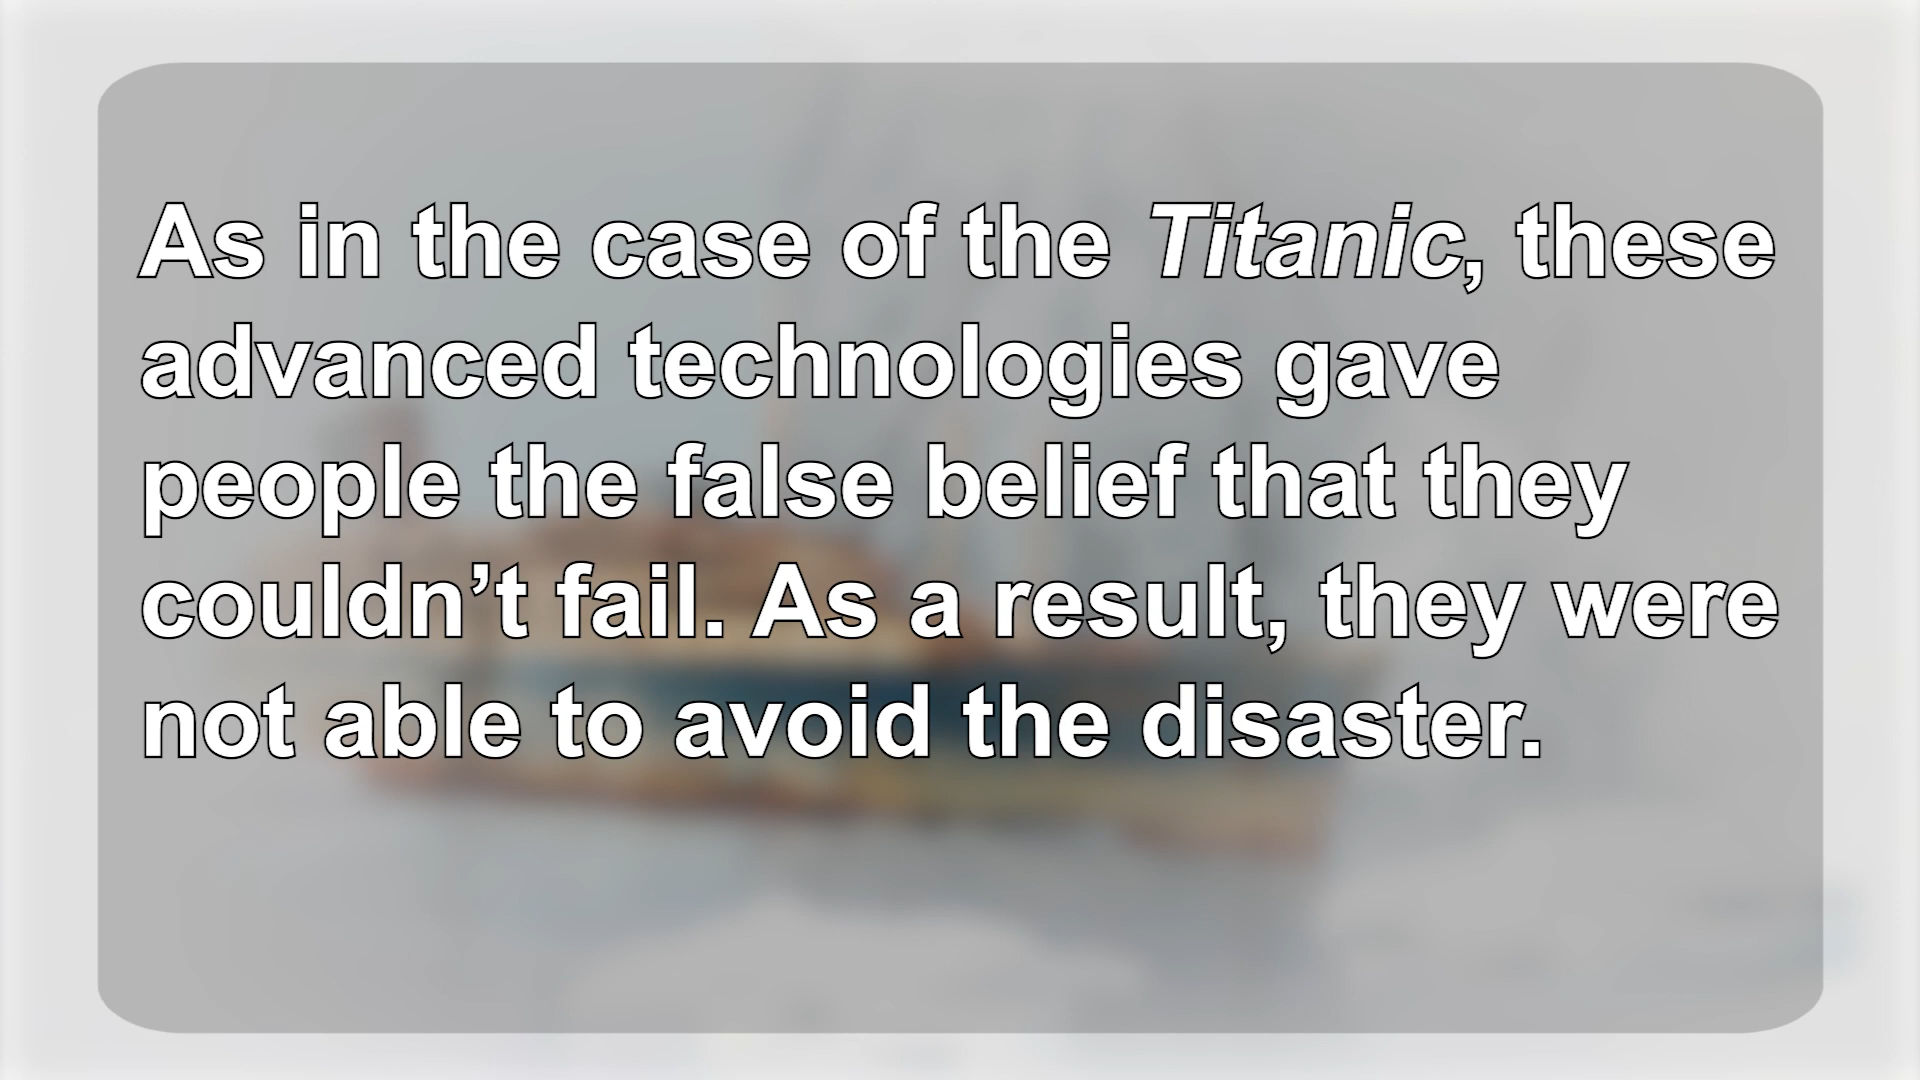 As in the case of the Titanic, these
advanced technologies gave
people the false belief that they
couldn’t fail. As a result, they were
not able to avoid the disaster.